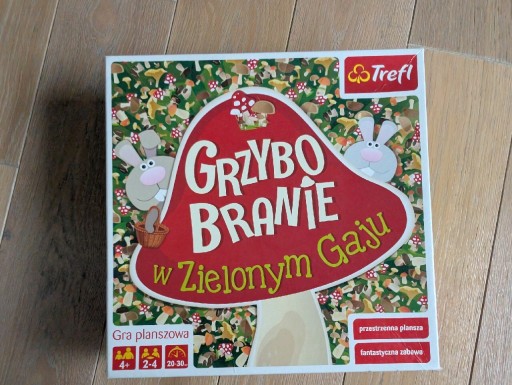 Trefl
GRZYBO
BRANIE
w Zielonym Gaju
Gra planszowa
4+ 2-4 20-30
przestrzenna plansza
fantastyczna zabawa